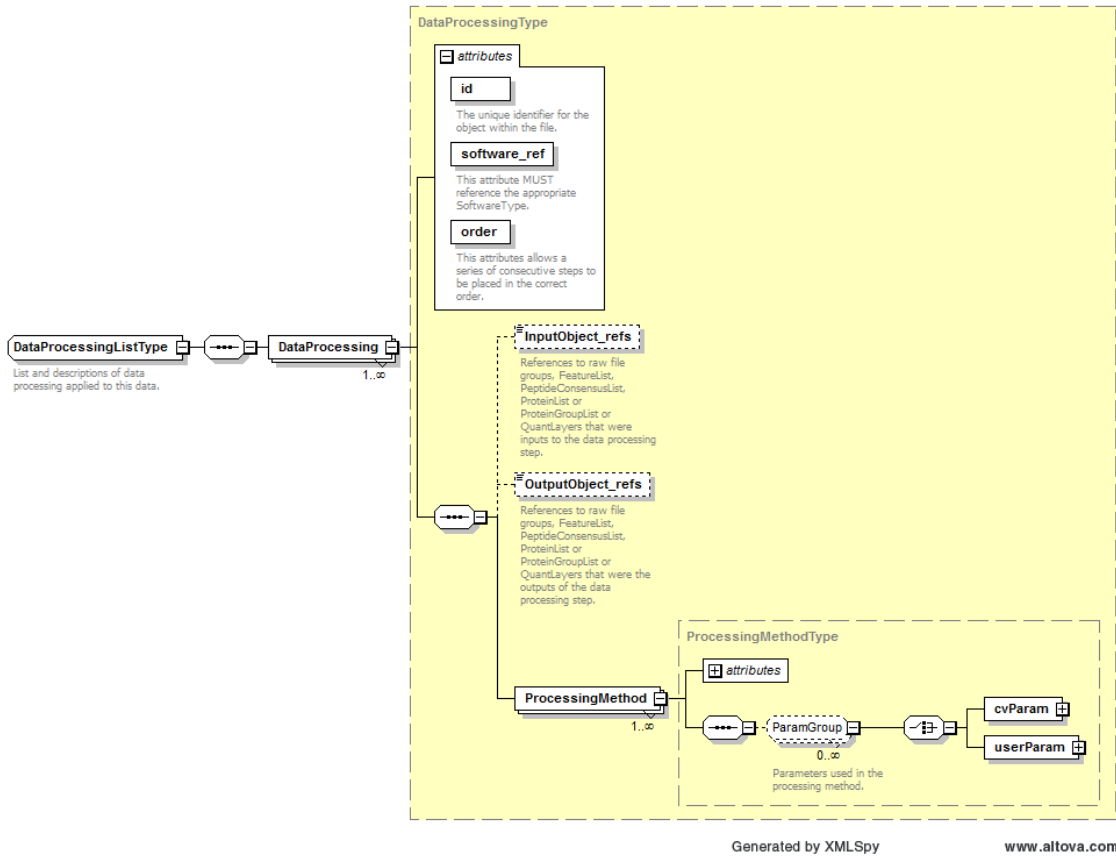 DataProcessingType
attributes
id
The unique identifier for the
object within the file.
software_ref
This attribute MUST
reference the appropriate
SoftwareType.
order
This attributes allows a
series of consecutive steps to
be placed in the correct
order.
DataProcessingListType
List and descriptions of data
processing applied to this data.
DataProcessing
1..∞
InputObject_refs
References to raw file
groups, FeatureList,
PeptideConsensusList,
ProteinList or
ProteinGroupList or
QuantLayers that were
inputs to the data processing
step.
OutputObject_refs
References to raw file
groups, FeatureList,
PeptideConsensusList,
ProteinList or
ProteinGroupList or
QuantLayers that were the
outputs of the data
processing step.
ProcessingMethod
1..∞
ProcessingMethodType
attributes
ParamGroup
0..∞
Parameters used in the
processing method.
cvParam
userParam
Generated by XMLSpy
www.altova.com